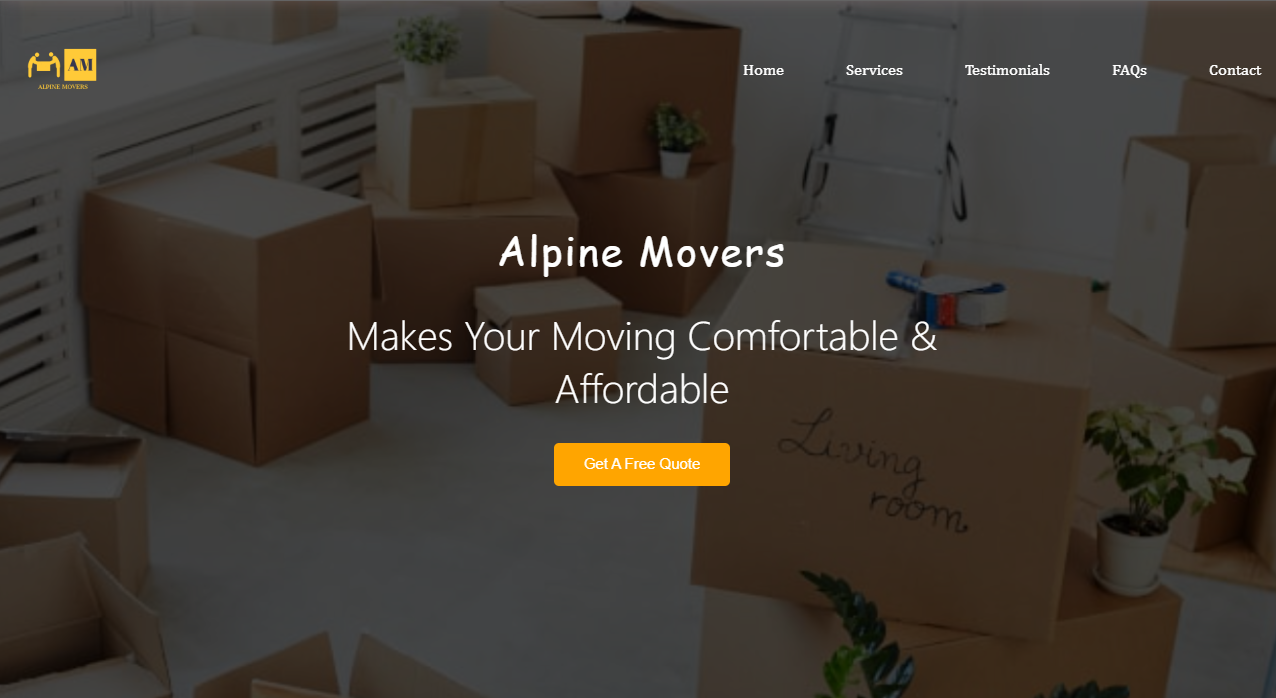 AM
ALPINE MOVERS
Home Services Testimonials FAQs Contact
Alpine Movers
Makes Your Moving Comfortable &
Affordable
Get A Free Quote
Living
room